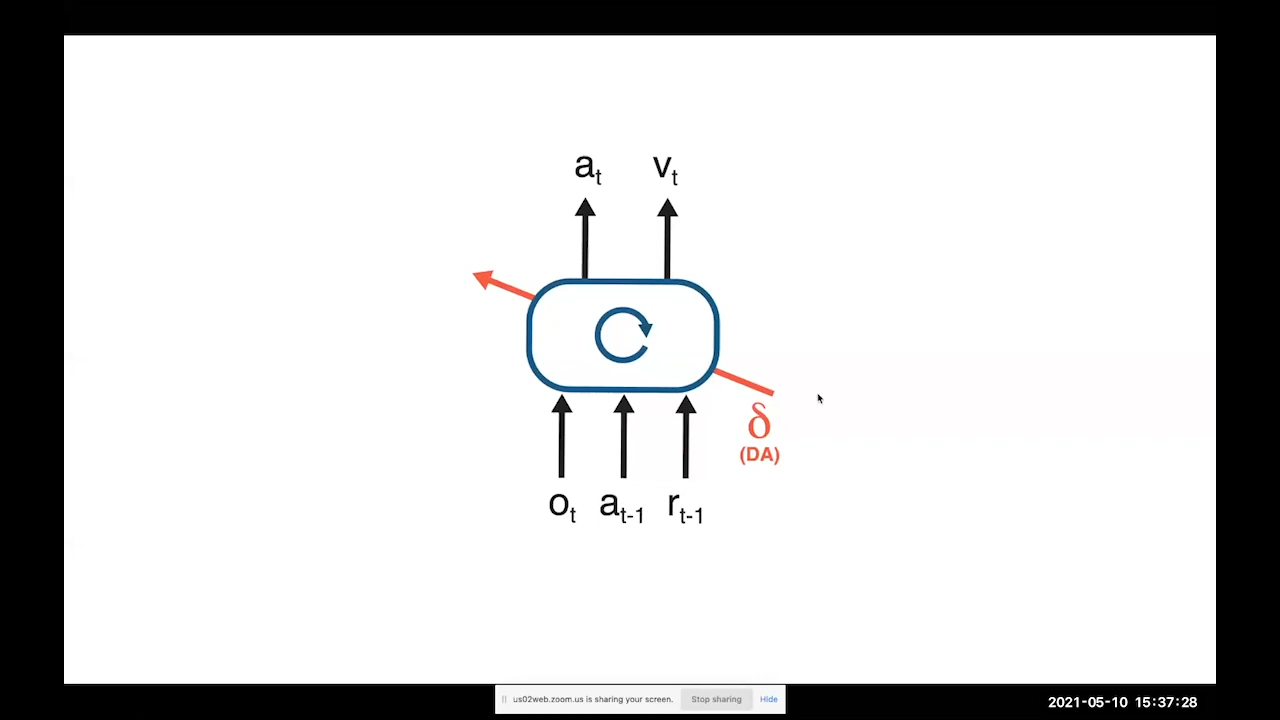 at vt
δ
(DA)
ot at-1 rt-1
us02web.zoom.us is sharing your screen. Stop sharing Hide
2021-05-10 15:37:28